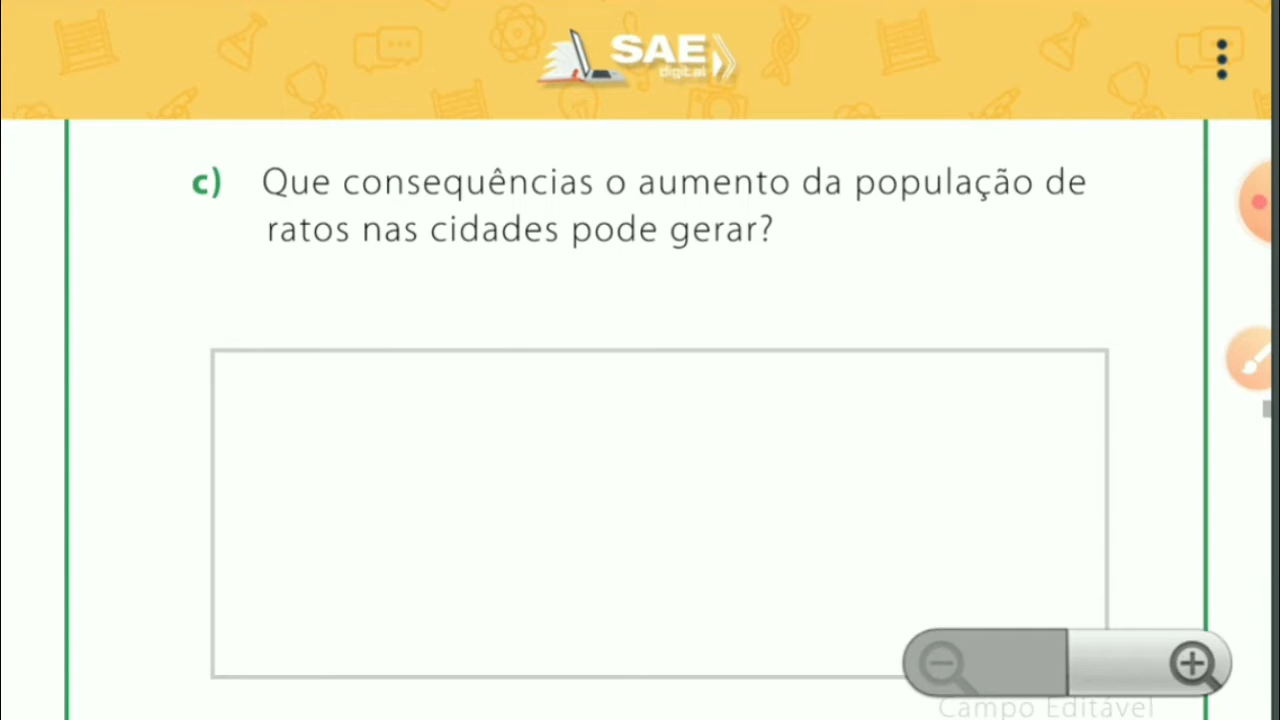 SAE
digital
c) Que consequências o aumento da população de
ratos nas cidades pode gerar?
Campo Editável